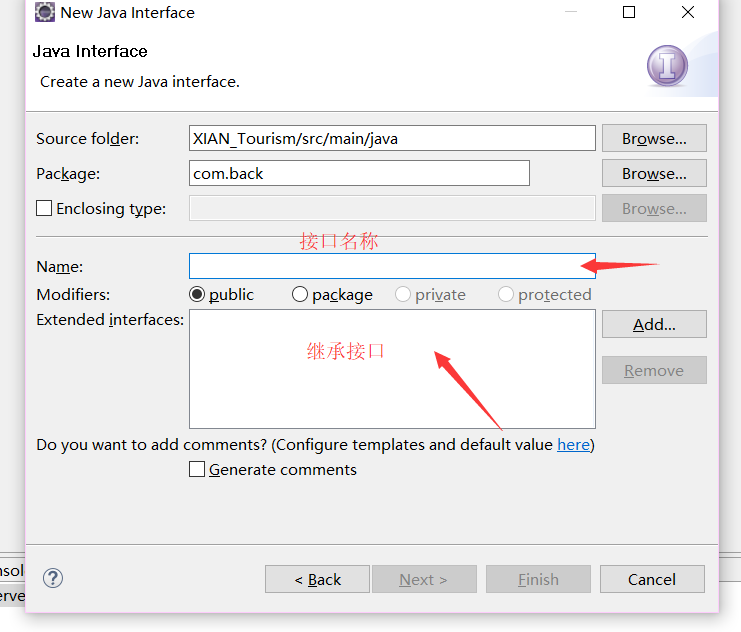 New Java Interface
Java Interface
Create a new Java interface.
Source folder: XIAN_Tourism/src/main/java Browse...
Package: com.back Browse...
Enclosing type: Browse...
接口名称
Name:
Modifiers: public package private protected
Extended interfaces: Add...
继承接口
Remove
Do you want to add comments? (Configure templates and default value here)
Generate comments
nsol
erve
? < Back Next > Finish Cancel